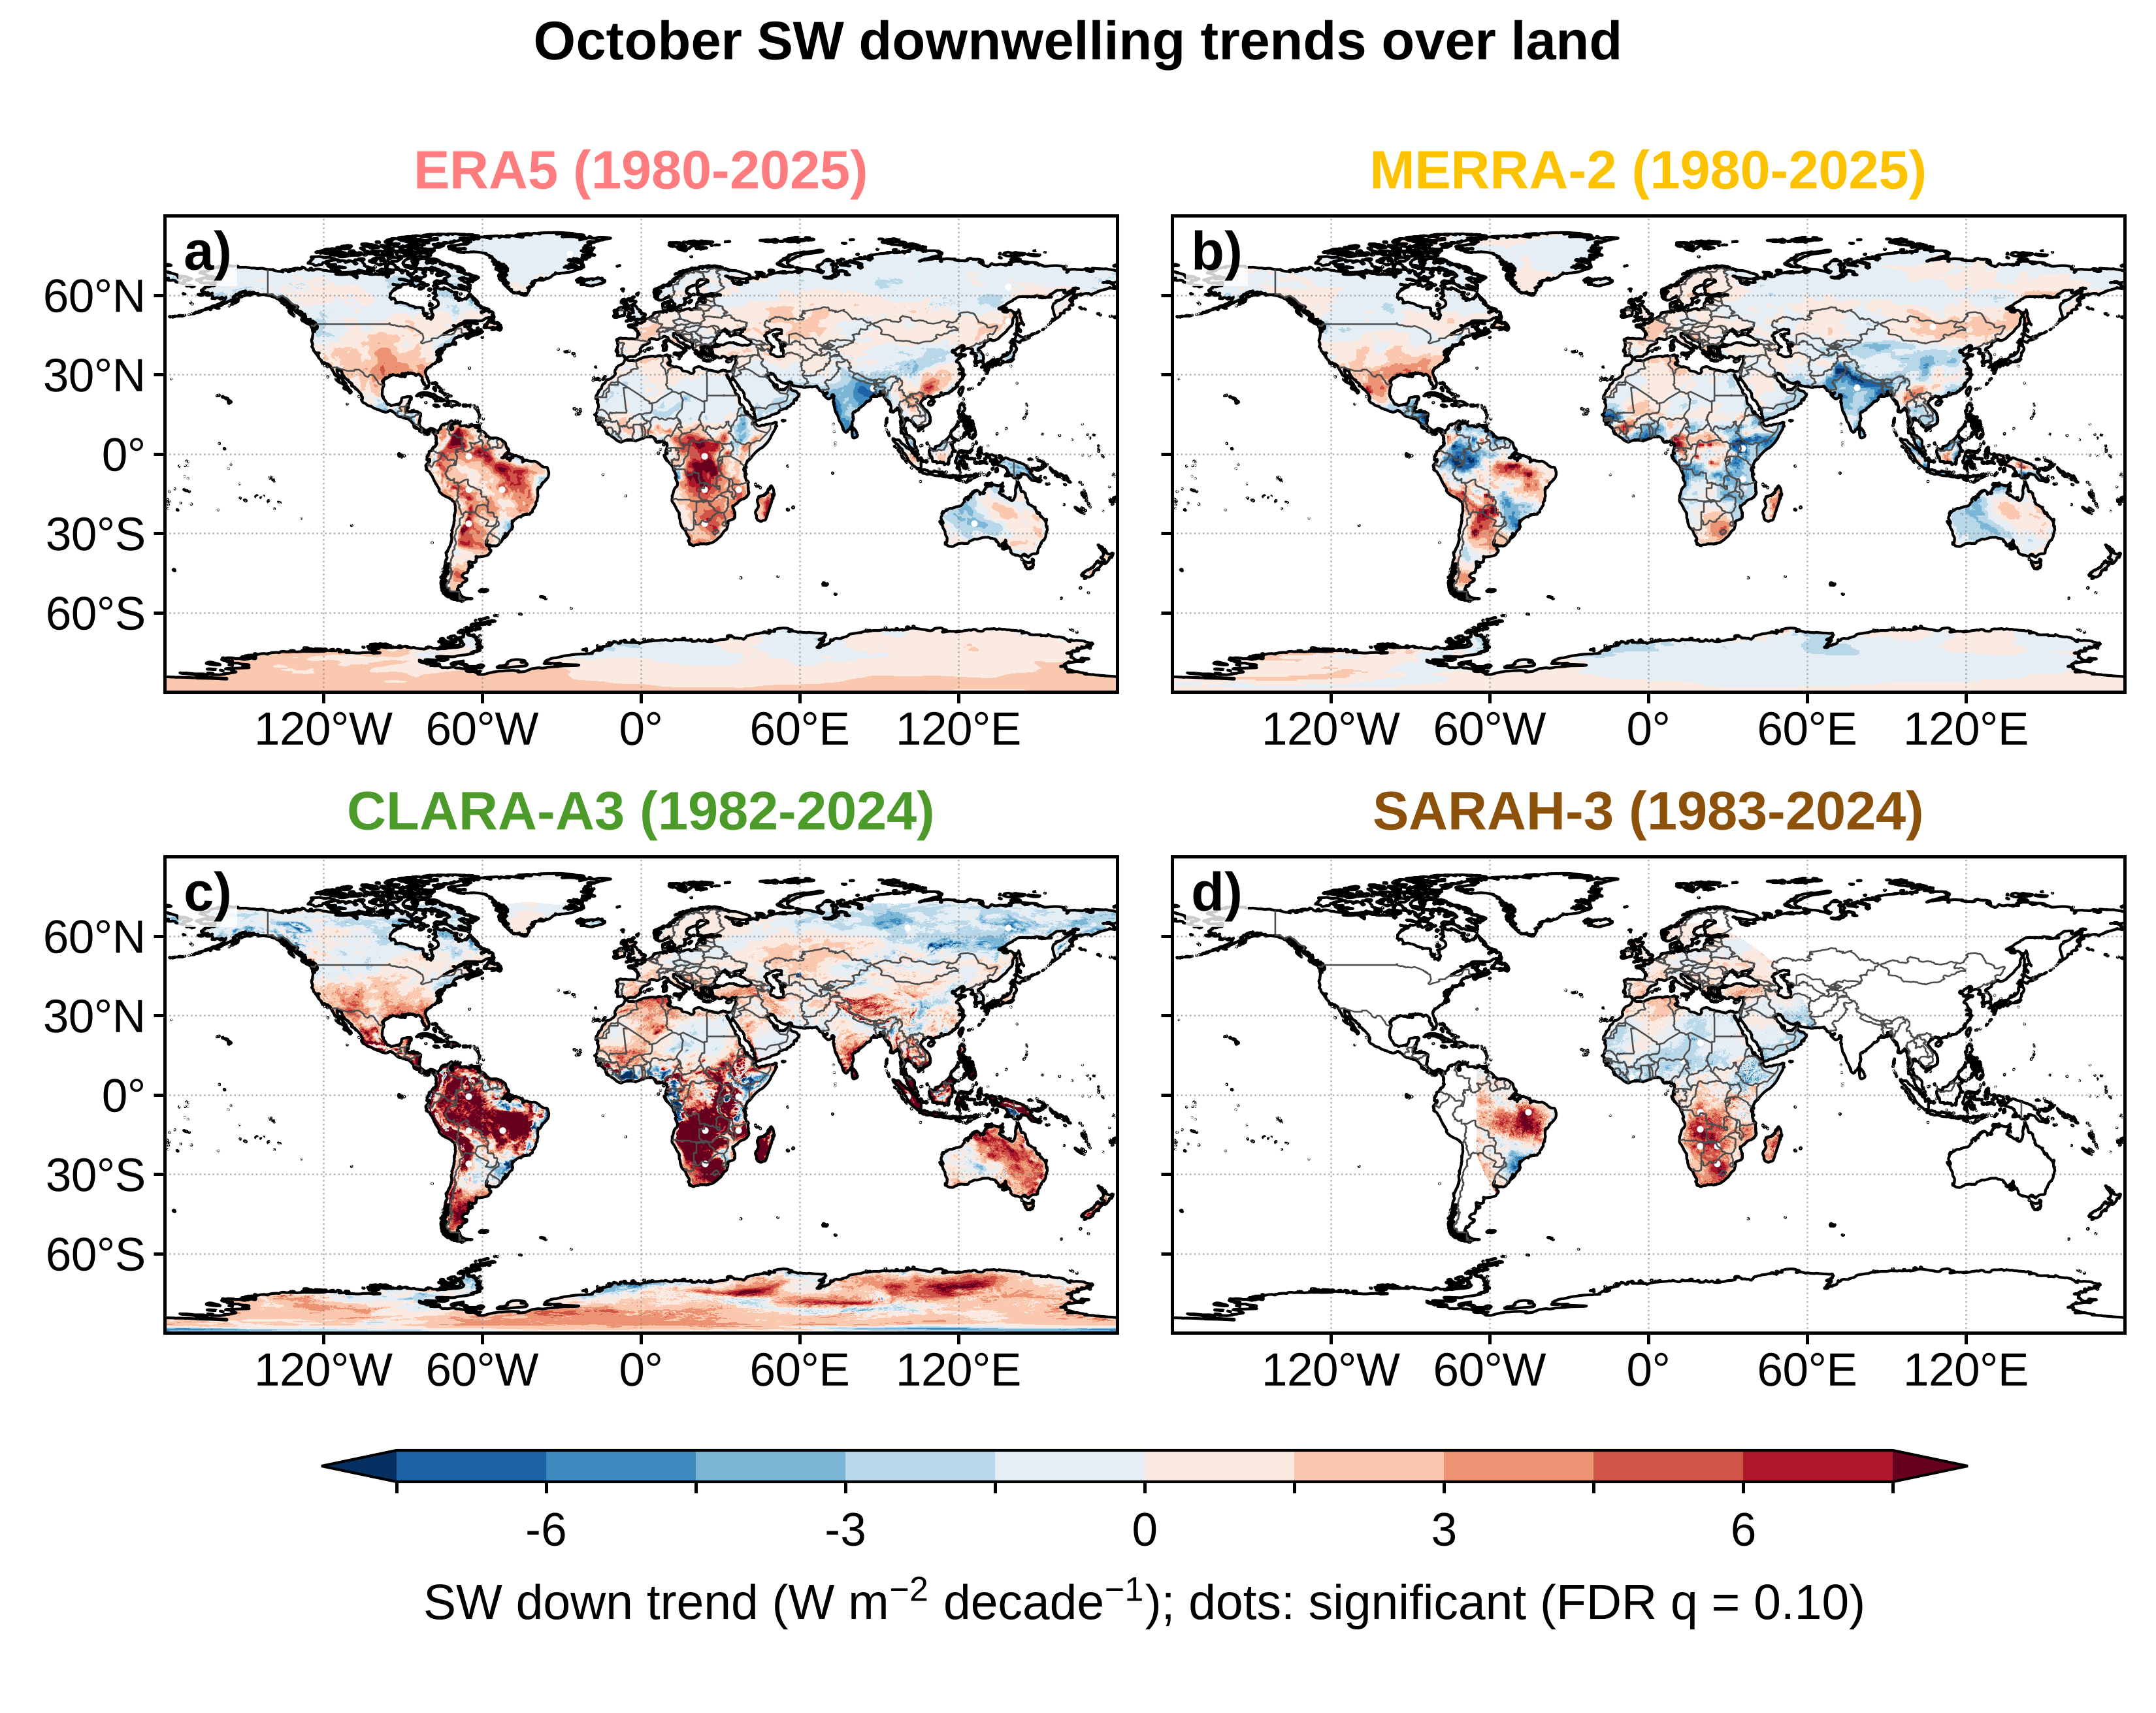 October SW downwelling trends over land
ERA5 (1980-2025)
MERRA-2 (1980-2025)
a)
b)
60°N
30°N
0°
30°S
60°S
120°W 60°W 0° 60°E 120°E
120°W 60°W 0° 60°E 120°E
CLARA-A3 (1982-2024)
SARAH-3 (1983-2024)
c)
d)
60°N
30°N
0°
30°S
60°S
120°W 60°W 0° 60°E 120°E
120°W 60°W 0° 60°E 120°E
-6 -3 0 3 6
SW down trend (W m⁻² decade⁻¹); dots: significant (FDR q = 0.10)